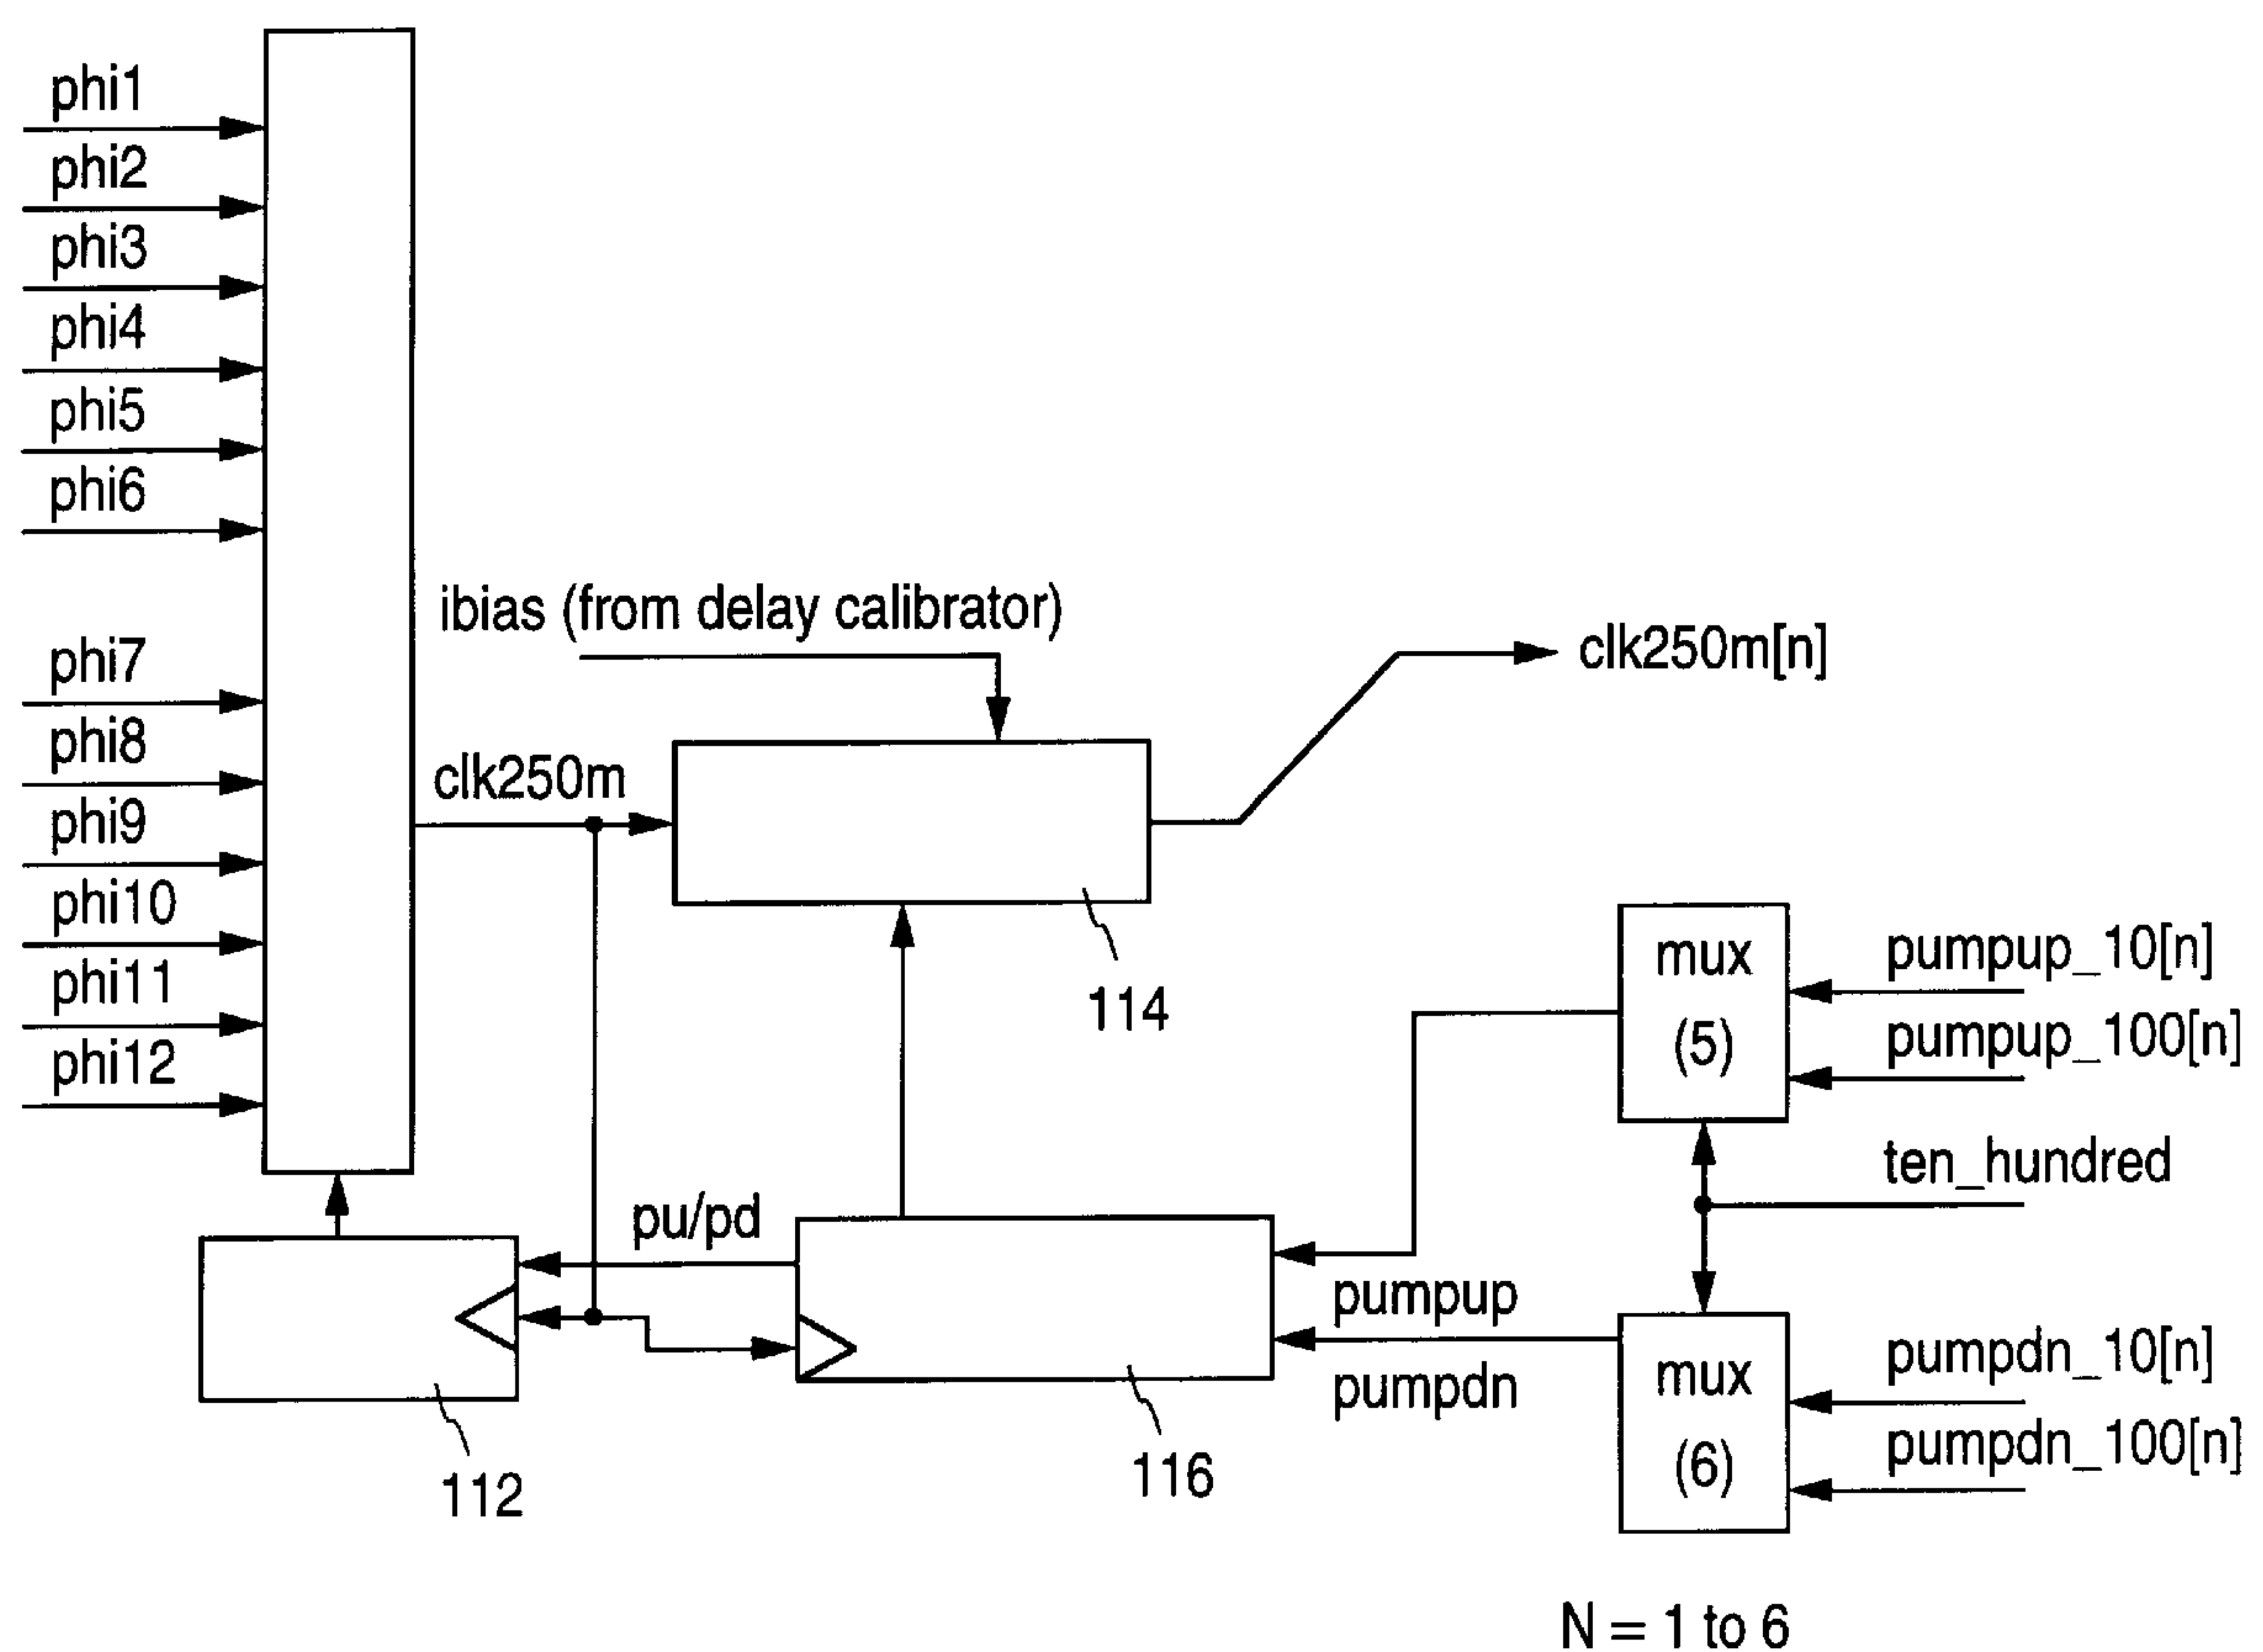 phi1
phi2
phi3
phi4
phi5
phi6
ibias (from delay calibrator)
clk250m[n]
phi7
phi8
clk250m
phi9
phi10
phi11
phi12
114
mux
(5)
pumpup_10[n]
pumpup_100[n]
ten_hundred
pu/pd
pumpup
pumpdn
mux
(6)
pumpdn_10[n]
pumpdn_100[n]
112
116
N = 1 to 6